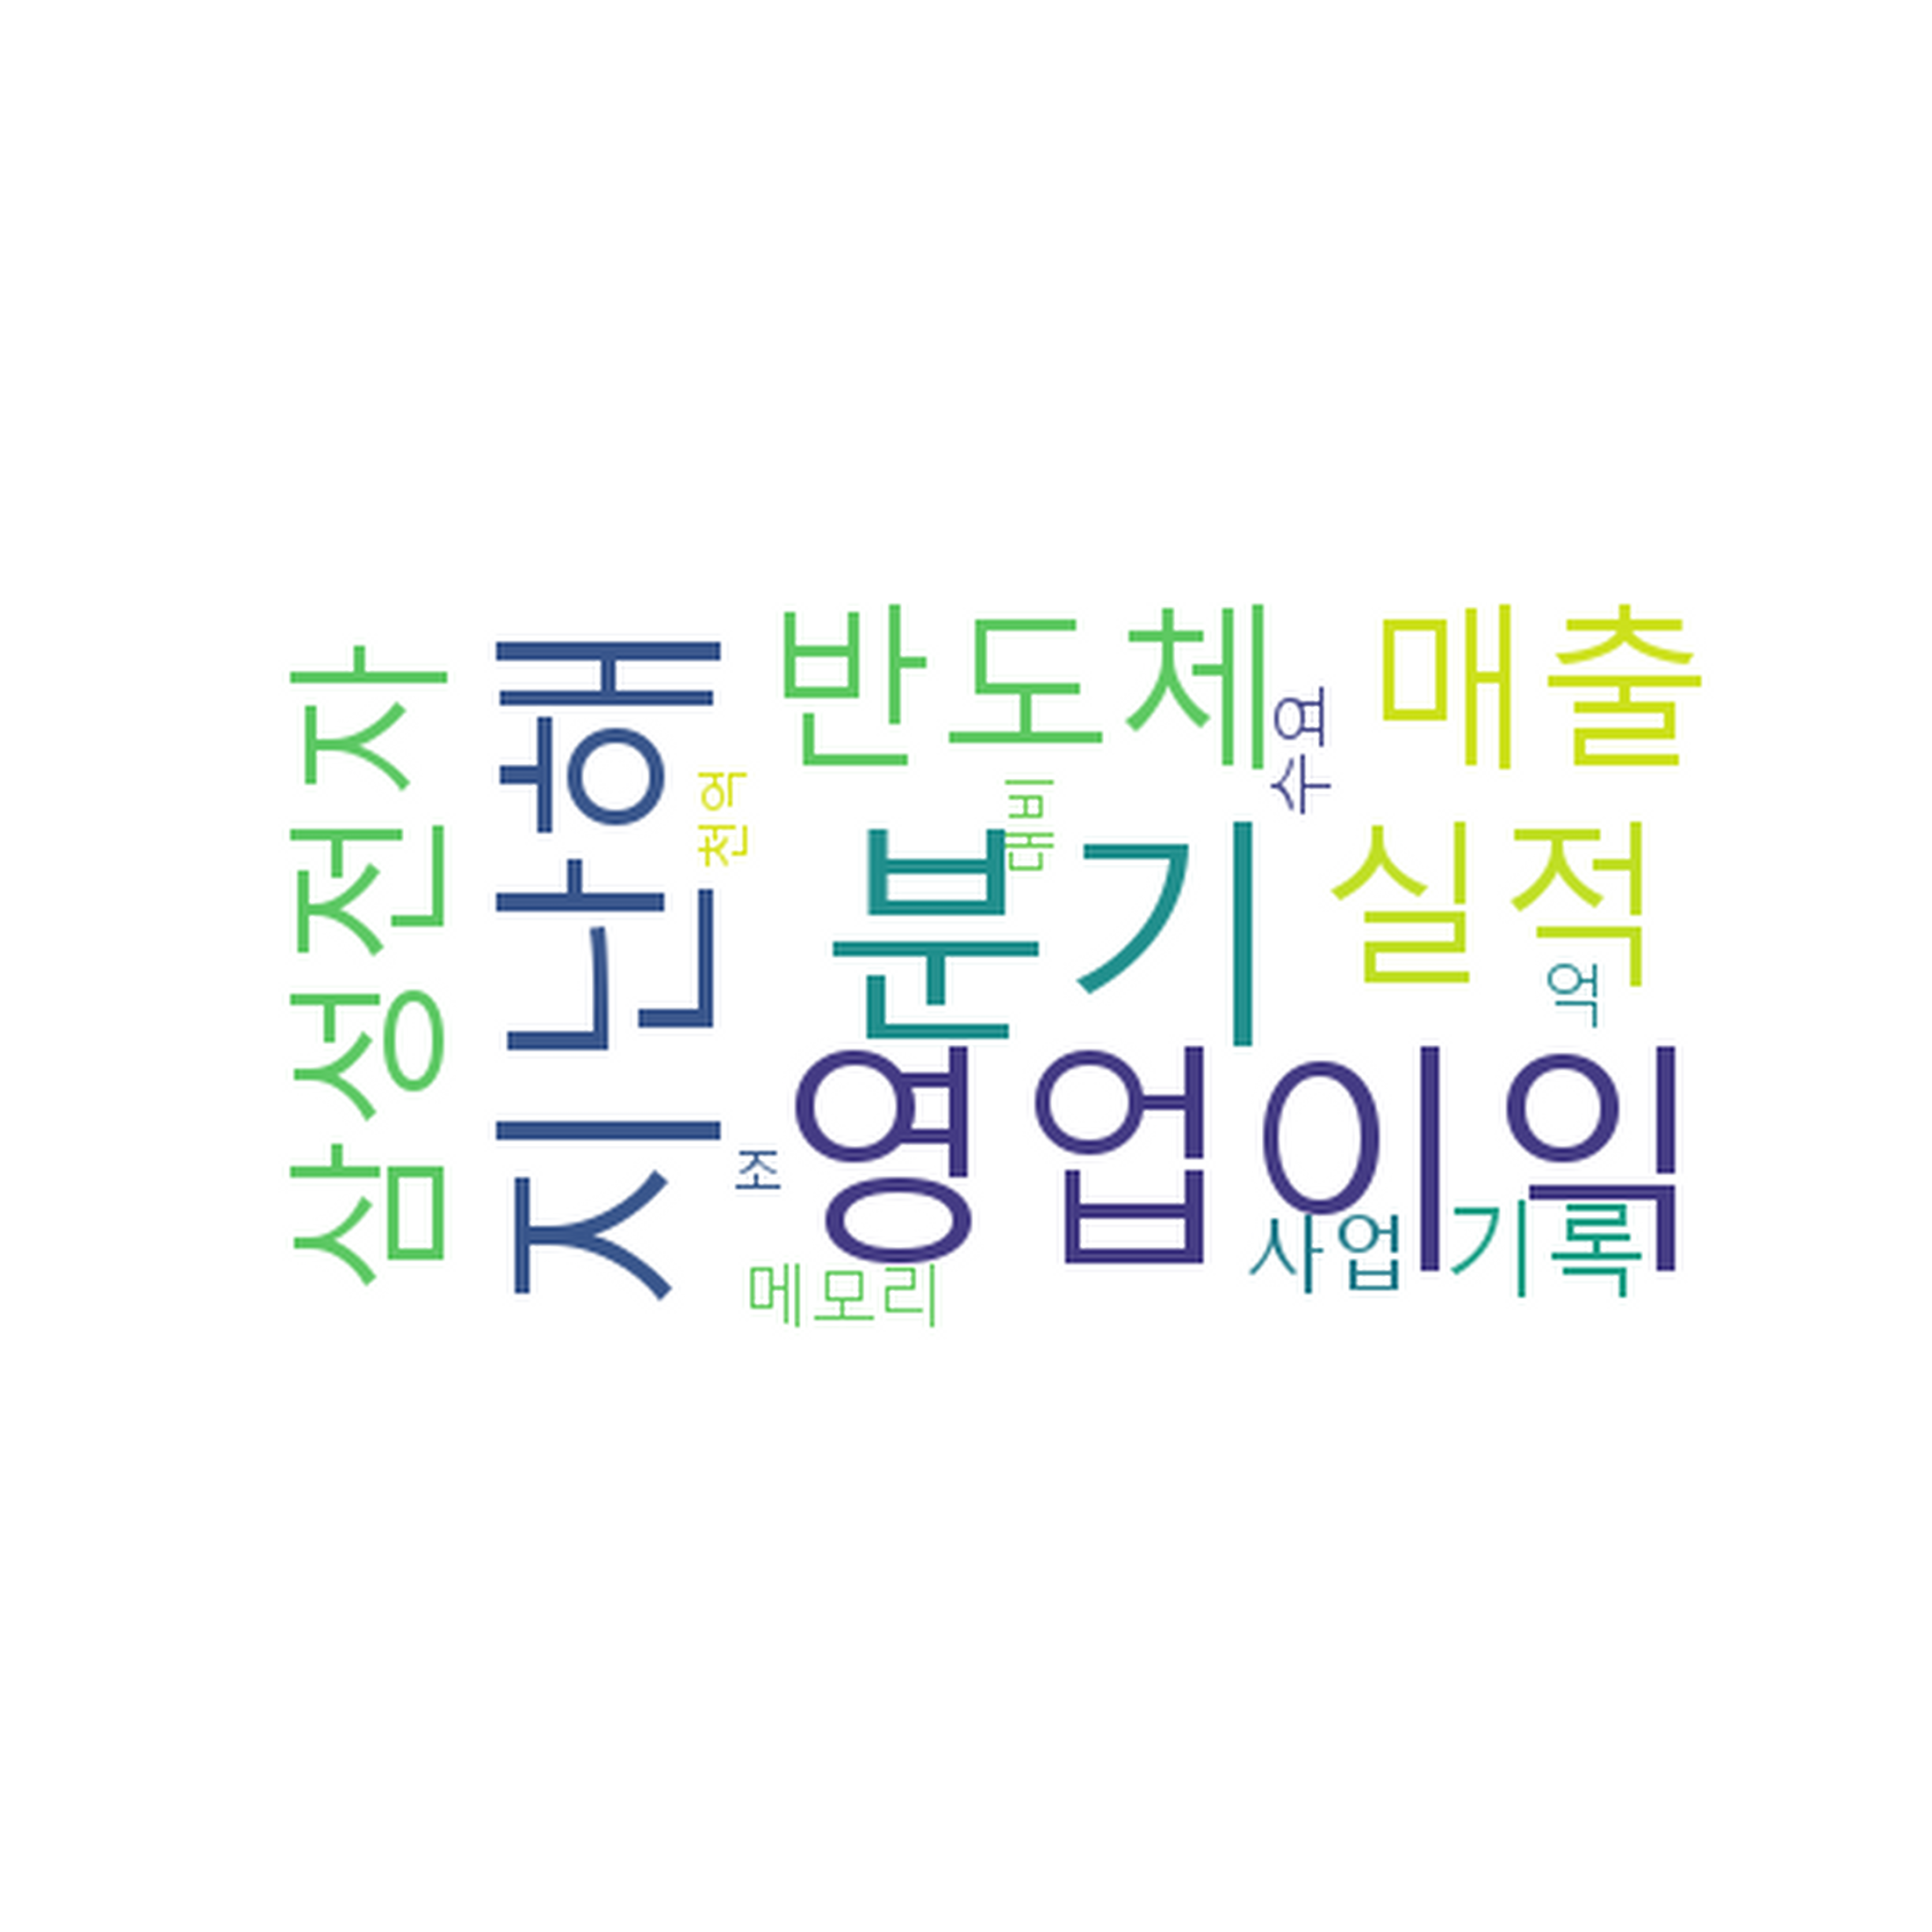 삼성전자
지난해
반도체
매출
수요
천억
대비
분기
실적
억
영업이익
조
사업
기록
메모리